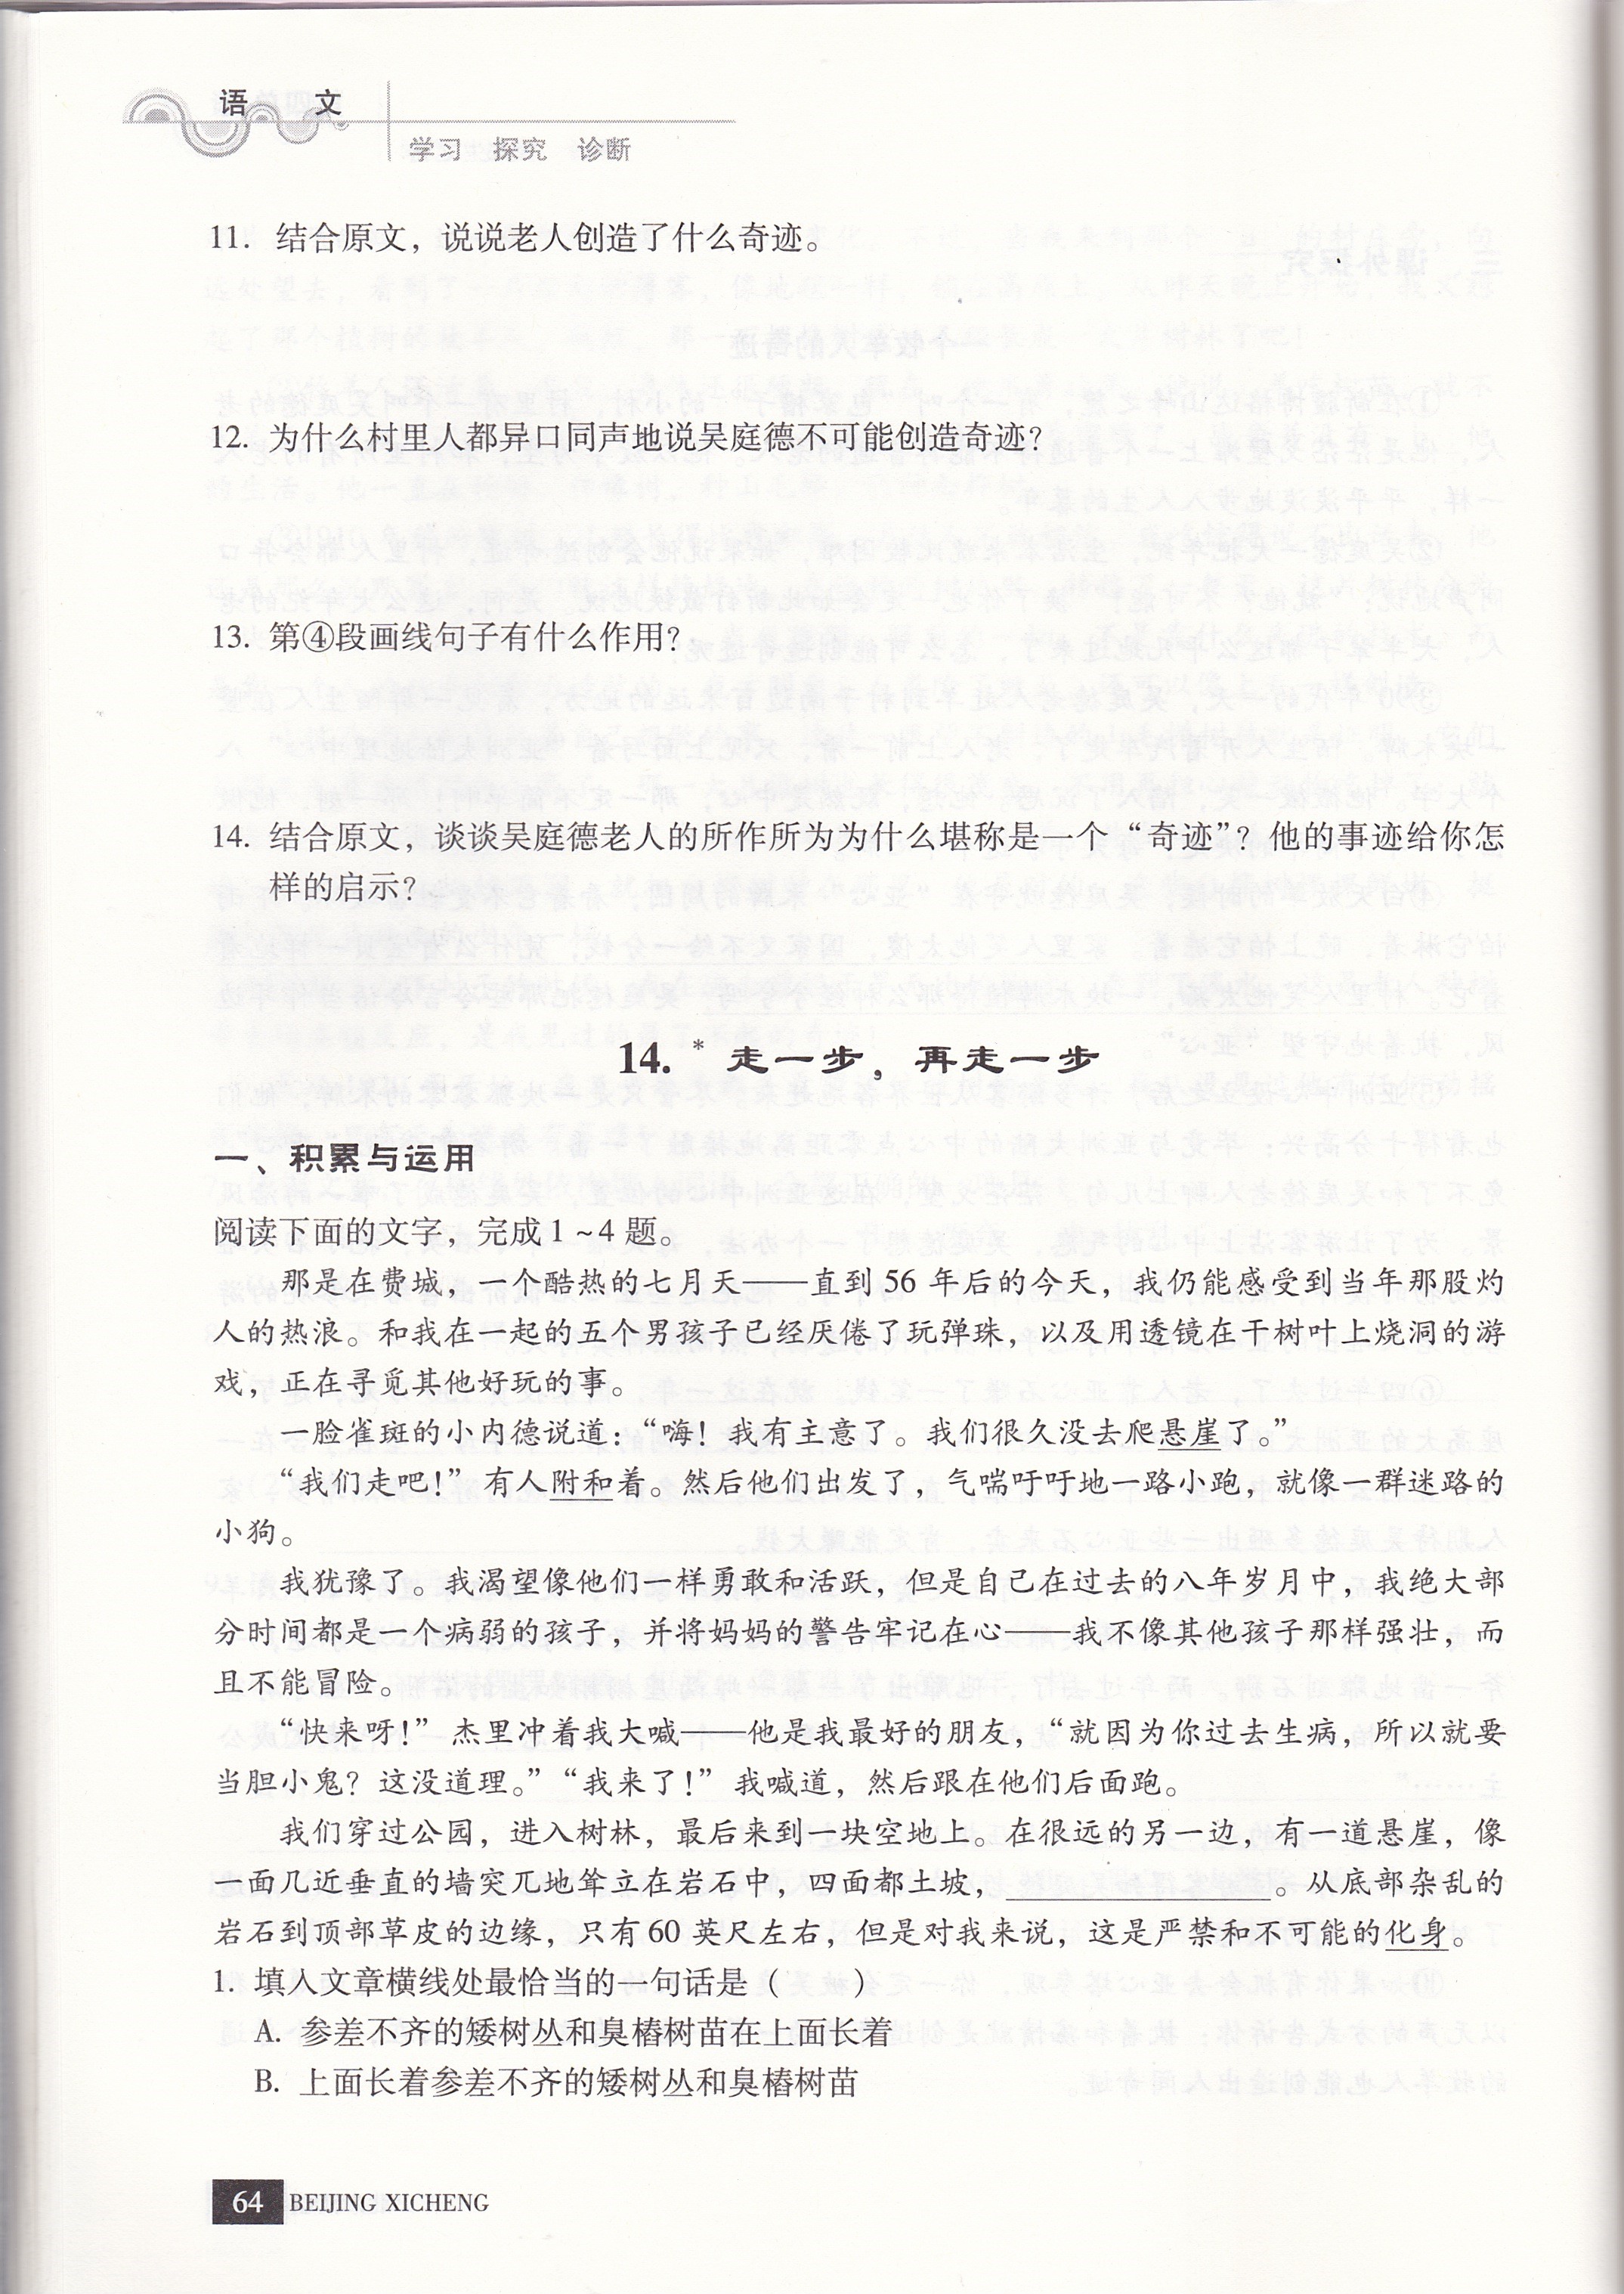 语 文
学习 探究 诊断
11. 结合原文，说说老人创造了什么奇迹。
12. 为什么村里人都异口同声地说吴庭德不可能创造奇迹？
13. 第④段画线句子有什么作用？
14. 结合原文，谈谈吴庭德老人的所作所为为什么堪称是一个“奇迹”？他的事迹给你怎
样的启示？
14.* 走一步，再走一步
一、积累与运用
阅读下面的文字，完成1~4题。
那是在费城，一个酷热的七月天——直到56年后的今天，我仍能感受到当年那股灼
人的热浪。和我在一起的五个男孩子已经厌倦了玩弹珠，以及用透镜在干树叶上烧洞的游
戏，正在寻觅其他好玩的事。
一脸雀斑的小内德说道：“嗨！我有主意了。我们很久没去爬悬崖了。”
“我们走吧！”有人附和着。然后他们出发了，气喘吁吁地一路小跑，就像一群迷路的
小狗。
我犹豫了。我渴望像他们一样勇敢和活跃，但是自己在过去的八年岁月中，我绝大部
分时间都是一个病弱的孩子，并将妈妈的警告牢记在心——我不像其他孩子那样强壮，而
且不能冒险。
“快来呀！”杰里冲着我大喊——他是我最好的朋友，“就因为你过去生病，所以就要
当胆小鬼？这没道理。”“我来了！”我喊道，然后跟在他们后面跑。
我们穿过公园，进入树林，最后来到一块空地上。在很远的另一边，有一道悬崖，像
一面几近垂直的墙突兀地耸立在岩石中，四面都土坡，________________。从底部杂乱的
岩石到顶部草皮的边缘，只有60英尺左右，但是对我来说，这是严禁和不可能的化身。
1. 填入文章横线处最恰当的一句话是（　　）
A. 参差不齐的矮树丛和臭椿树苗在上面长着
B. 上面长着参差不齐的矮树丛和臭椿树苗
64 BEIJING XICHENG